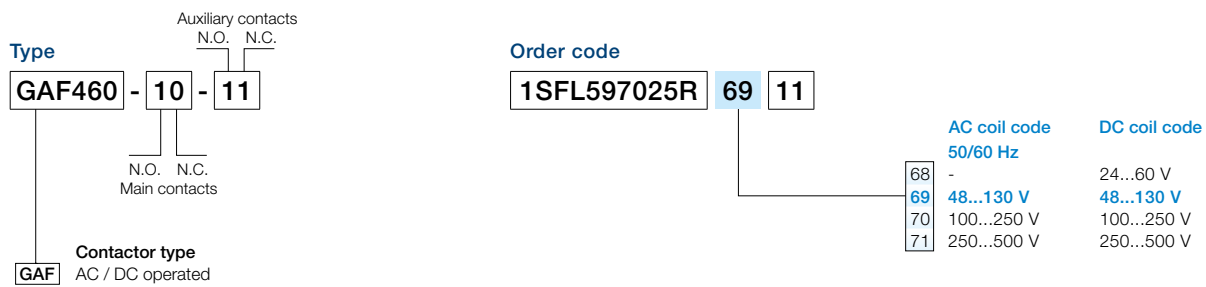 Auxiliary contacts
N.O. N.C.
Type
GAF460 - 10 - 11
N.O. N.C.
Main contacts
Contactor type
GAF AC / DC operated
Order code
1SFL597025R 69 11
AC coil code DC coil code
50/60 Hz
68 - 24...60 V
69 48...130 V 48...130 V
70 100...250 V 100...250 V
71 250...500 V 250...500 V